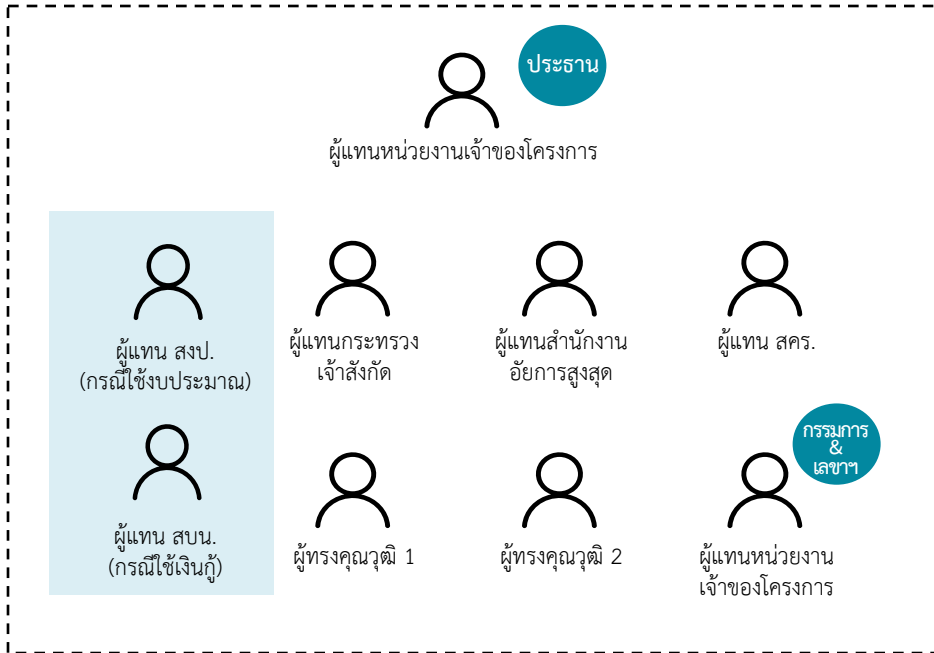 ประธาน
ผู้แทนหน่วยงานเจ้าของโครงการ
ผู้แทน สงป.
(กรณีใช้งบประมาณ)
ผู้แทนกระทรวง
เจ้าสังกัด
ผู้แทนสำนักงาน
อัยการสูงสุด
ผู้แทน สคร.
ผู้แทน สบน.
(กรณีใช้เงินกู้)
ผู้ทรงคุณวุฒิ 1
ผู้ทรงคุณวุฒิ 2
กรรมการ
&
เลขาฯ
ผู้แทนหน่วยงาน
เจ้าของโครงการ